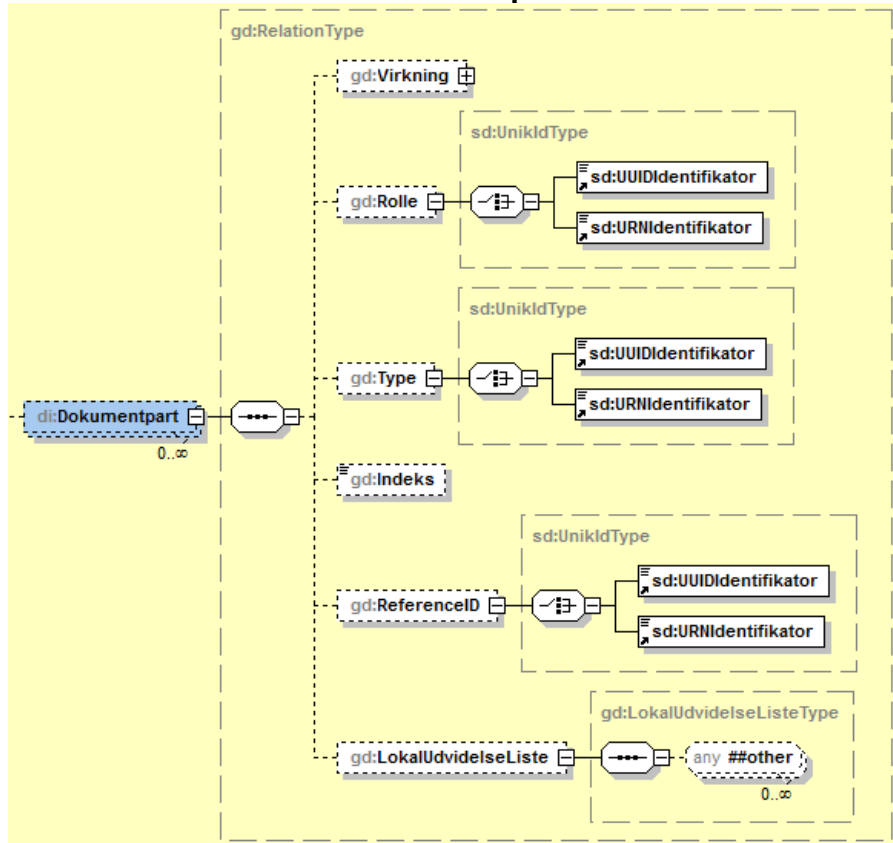 gd:RelationType
gd:Virkning
sd:UnikIdType
sd:UUIDIdentifikator
gd:Rolle
sd:URNIdentifikator
sd:UnikIdType
sd:UUIDIdentifikator
gd:Type
sd:URNIdentifikator
di:Dokumentpart
0..∞
gd:Indeks
sd:UnikIdType
sd:UUIDIdentifikator
gd:ReferenceID
sd:URNIdentifikator
gd:LokalUdvidelseListeType
gd:LokalUdvidelseListe
any ##other
0..∞